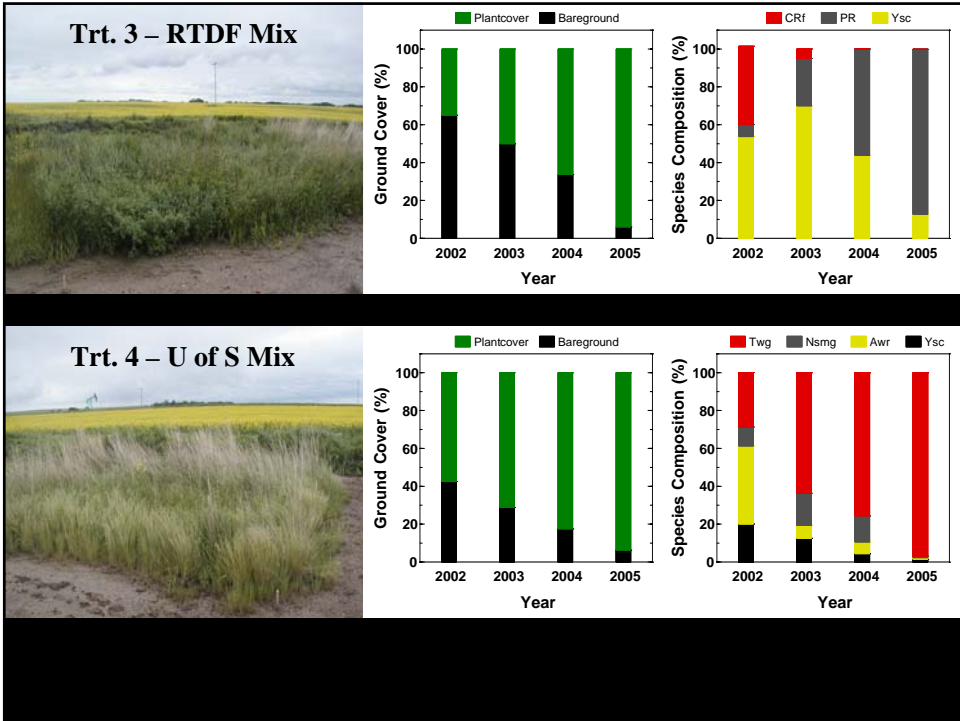 Trt. 3 – RTDF Mix
Plantcover Bareground
Ground Cover (%)
100
80
60
40
20
0
2002 2003 2004 2005
Year
CRf PR Ysc
Species Composition (%)
100
80
60
40
20
0
2002 2003 2004 2005
Year
Trt. 4 – U of S Mix
Plantcover Bareground
Ground Cover (%)
100
80
60
40
20
0
2002 2003 2004 2005
Year
Twg Nsmg Awr Ysc
Species Composition (%)
100
80
60
40
20
0
2002 2003 2004 2005
Year